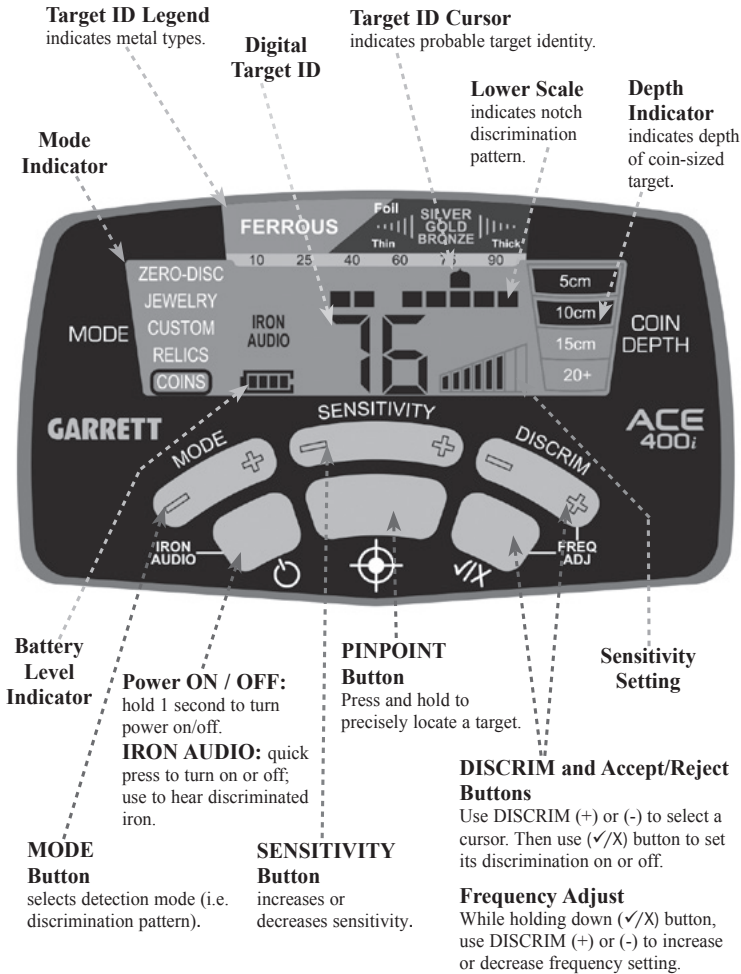 Target ID Legend
indicates metal types.
Digital
Target ID
Target ID Cursor
indicates probable target identity.
Lower Scale
indicates notch
discrimination
pattern.
Depth
Indicator
indicates depth
of coin-sized
target.
Mode
Indicator
FERROUS
Foil
Thin
SILVER
GOLD
BRONZE
Thick
10 25 40 60 75 90
MODE
ZERO-DISC
JEWELRY
CUSTOM
RELICS
COINS
IRON
AUDIO
76
5cm
10cm
15cm
20+
COIN
DEPTH
GARRETT
ACE
400i
MODE
- +
SENSITIVITY
- +
DISCRIM
- +
IRON
AUDIO
✓/X
FREQ
ADJ
Battery
Level
Indicator
Power ON / OFF:
hold 1 second to turn
power on/off.
IRON AUDIO: quick
press to turn on or off;
use to hear discriminated
iron.
PINPOINT
Button
Press and hold to
precisely locate a target.
Sensitivity
Setting
MODE
Button
selects detection mode (i.e.
discrimination pattern).
SENSITIVITY
Button
increases or
decreases sensitivity.
DISCRIM and Accept/Reject
Buttons
Use DISCRIM (+) or (-) to select a
cursor. Then use (✓/X) button to set
its discrimination on or off.
Frequency Adjust
While holding down (✓/X) button,
use DISCRIM (+) or (-) to increase
or decrease frequency setting.